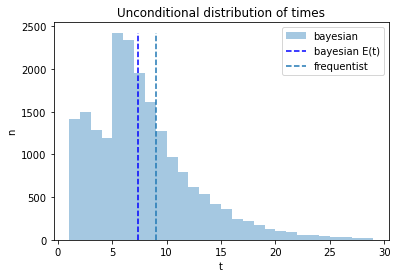 Unconditional distribution of times
bayesian
bayesian E(t)
frequentist
n
2500
2000
1500
1000
500
0
0 5 10 15 20 25 30
t